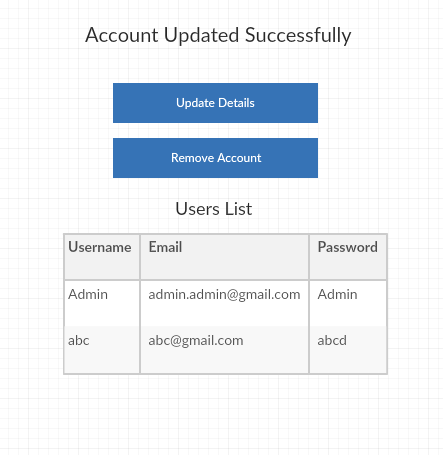 Account Updated Successfully
Update Details
Remove Account
Users List
Username Email Password
Admin admin.admin@gmail.com Admin
abc abc@gmail.com abcd